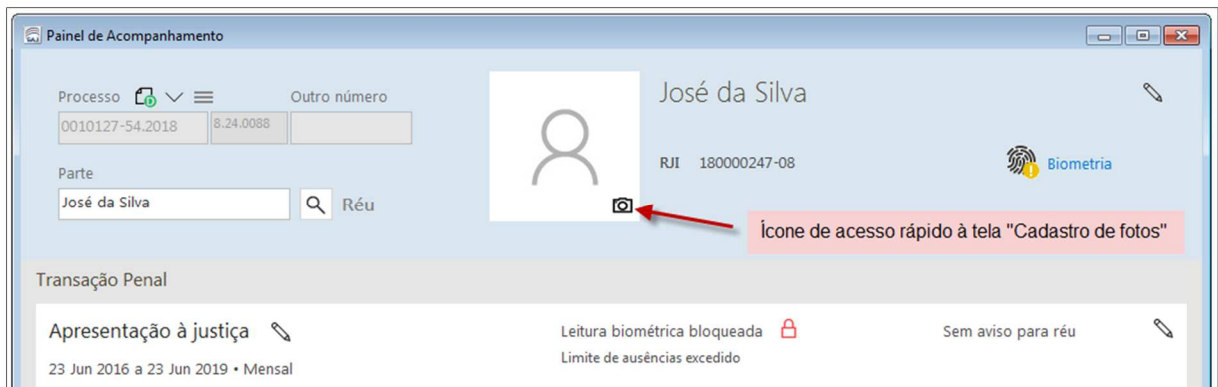 Painel de Acompanhamento
Processo
Outro número
0010127-54.2018
8.24.0088
Parte
José da Silva
Réu
José da Silva
RJI 180000247-08
Biometria
Ícone de acesso rápido à tela "Cadastro de fotos"
Transação Penal
Apresentação à justiça
23 Jun 2016 a 23 Jun 2019 • Mensal
Leitura biométrica bloqueada
Limite de ausências excedido
Sem aviso para réu